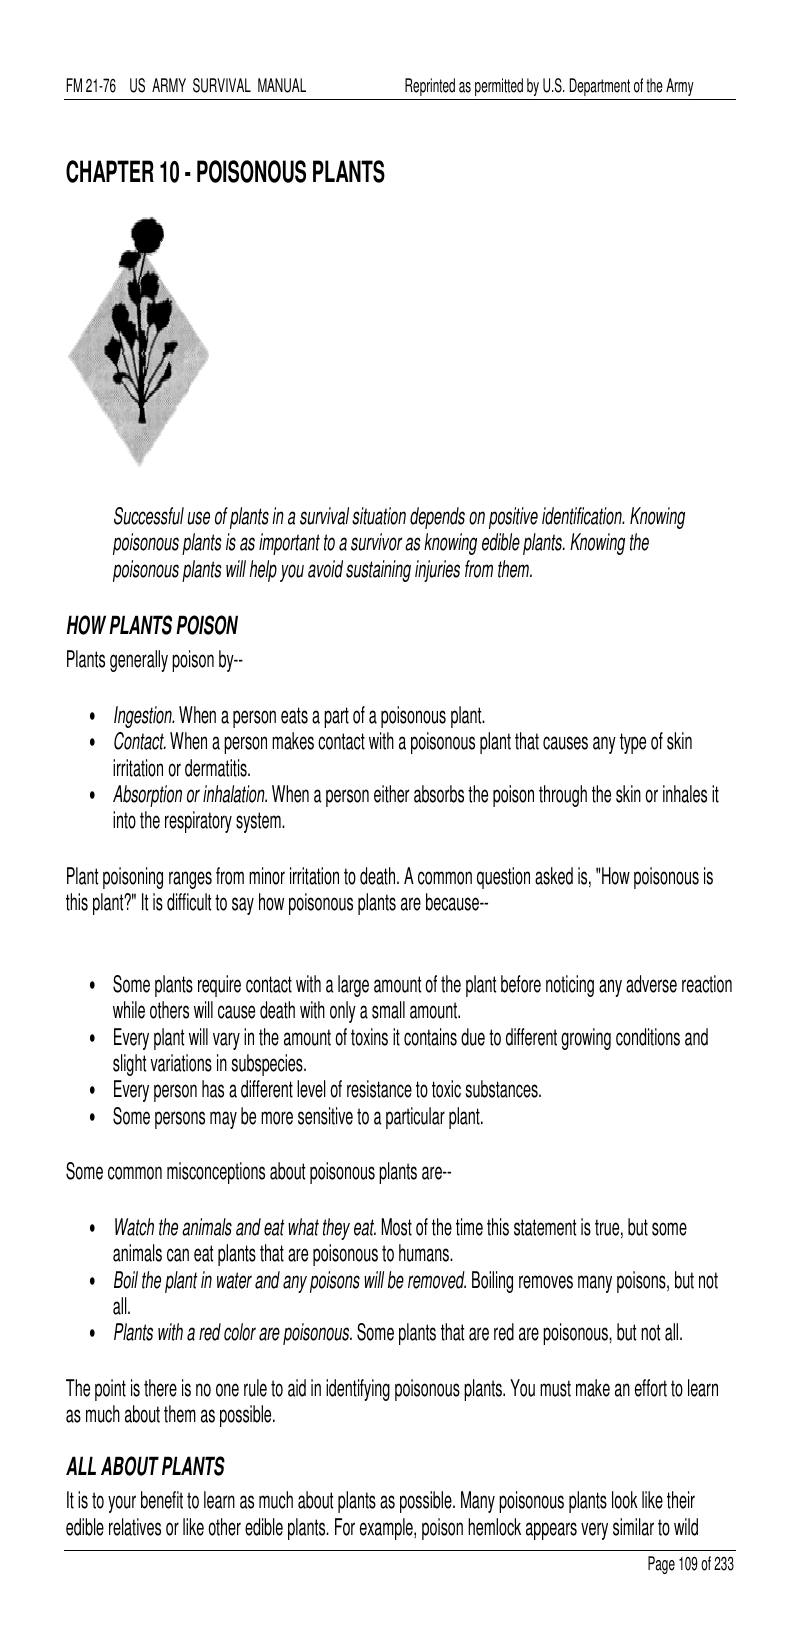 FM 21-76 US ARMY SURVIVAL MANUAL Reprinted as permitted by U.S. Department of the Army
CHAPTER 10 - POISONOUS PLANTS
Successful use of plants in a survival situation depends on positive identification. Knowing
poisonous plants is as important to a survivor as knowing edible plants. Knowing the
poisonous plants will help you avoid sustaining injuries from them.
HOW PLANTS POISON
Plants generally poison by--
• Ingestion. When a person eats a part of a poisonous plant.
• Contact. When a person makes contact with a poisonous plant that causes any type of skin
irritation or dermatitis.
• Absorption or inhalation. When a person either absorbs the poison through the skin or inhales it
into the respiratory system.
Plant poisoning ranges from minor irritation to death. A common question asked is, "How poisonous is
this plant?" It is difficult to say how poisonous plants are because--
• Some plants require contact with a large amount of the plant before noticing any adverse reaction
while others will cause death with only a small amount.
• Every plant will vary in the amount of toxins it contains due to different growing conditions and
slight variations in subspecies.
• Every person has a different level of resistance to toxic substances.
• Some persons may be more sensitive to a particular plant.
Some common misconceptions about poisonous plants are--
• Watch the animals and eat what they eat. Most of the time this statement is true, but some
animals can eat plants that are poisonous to humans.
• Boil the plant in water and any poisons will be removed. Boiling removes many poisons, but not
all.
• Plants with a red color are poisonous. Some plants that are red are poisonous, but not all.
The point is there is no one rule to aid in identifying poisonous plants. You must make an effort to learn
as much about them as possible.
ALL ABOUT PLANTS
It is to your benefit to learn as much about plants as possible. Many poisonous plants look like their
edible relatives or like other edible plants. For example, poison hemlock appears very similar to wild
Page 109 of 233